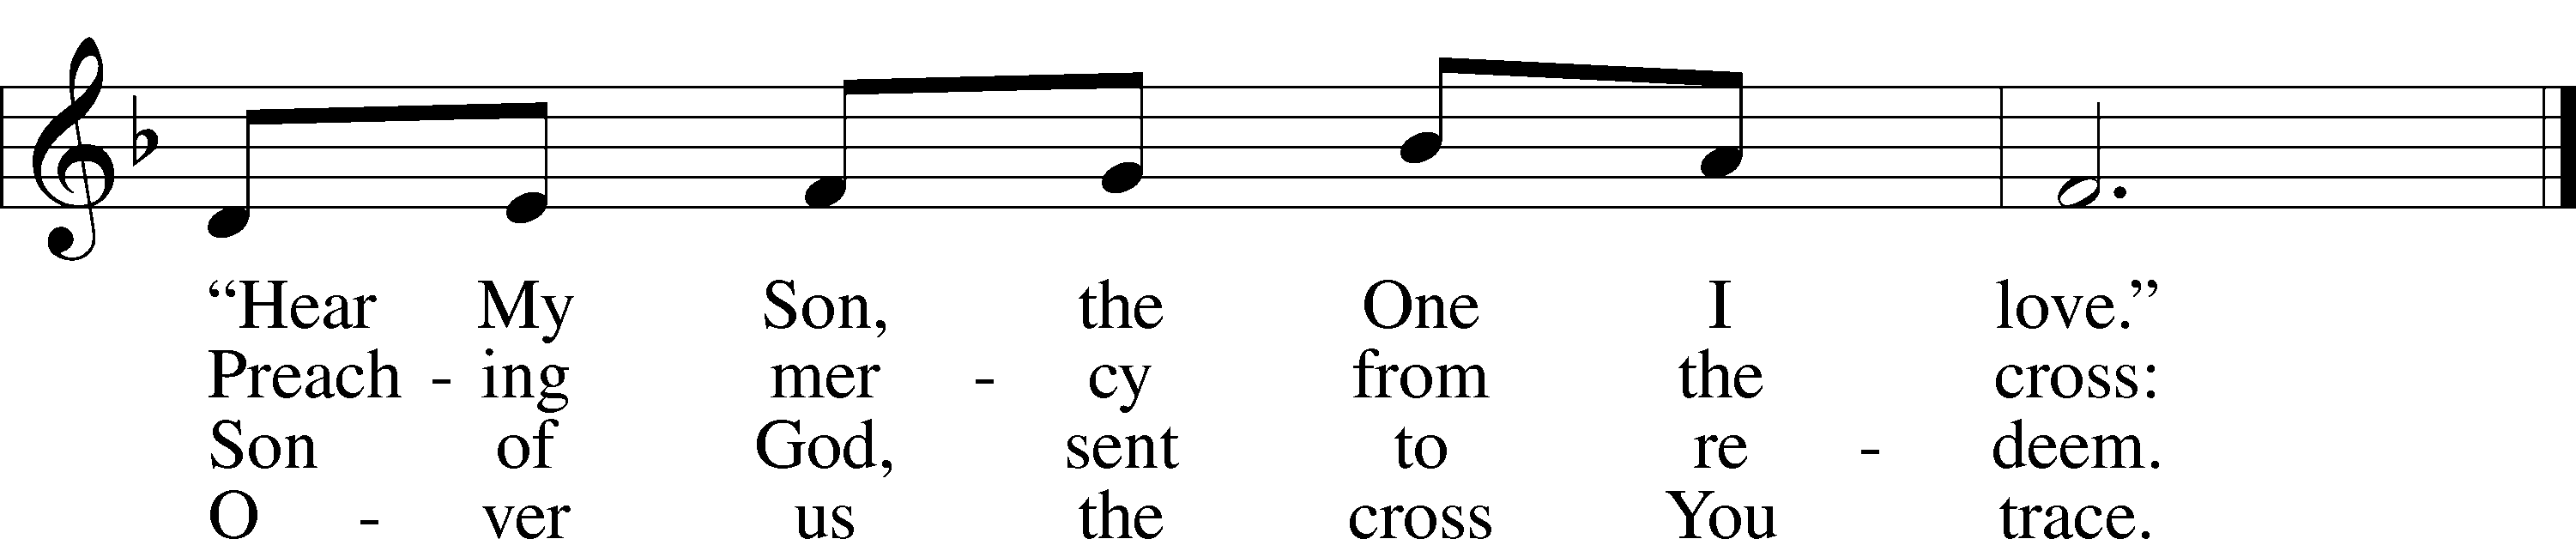 “Hear My Son, the One I love.”
Preach - ing mer - cy from the cross:
Son of God, sent to re - deem.
O - ver us the cross You trace.